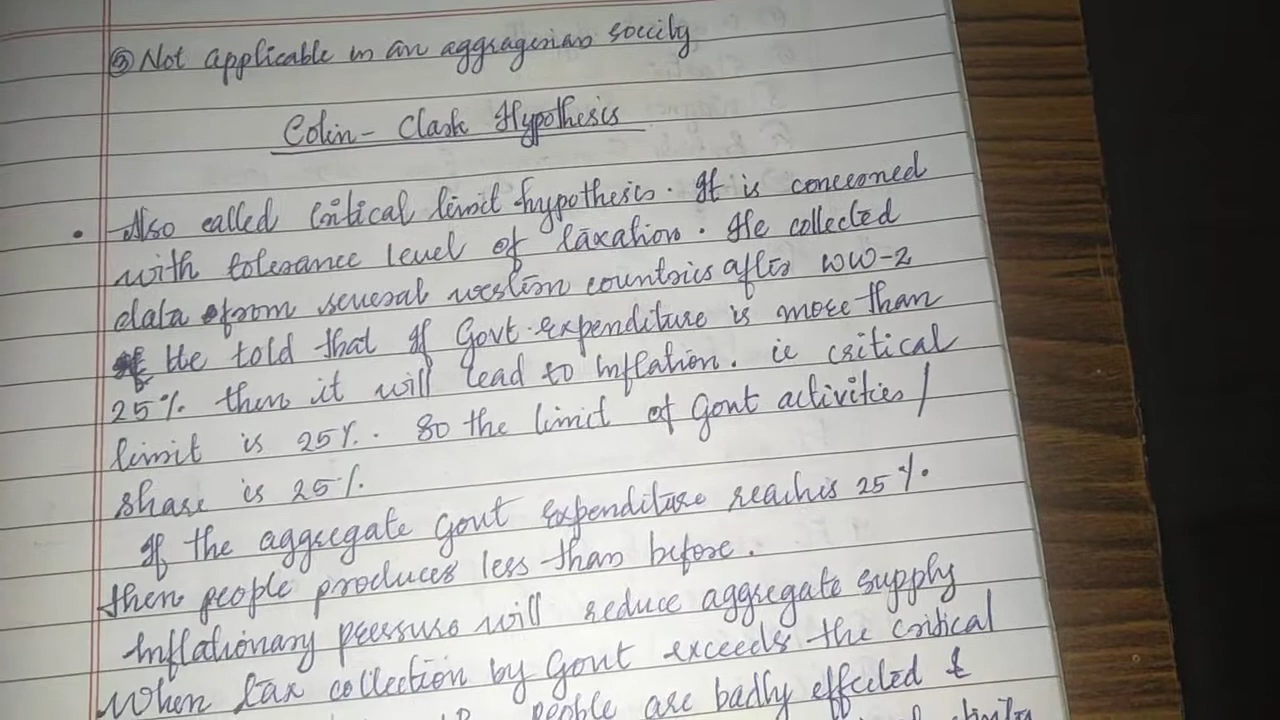 ⑤ Not applicable in an aggragerian soccity
Colin- Clark Hypothesis
• Also called Critical limit hypothesis. It is concerned
with tolerance level of taxation. He collected
data from several western countries after WW-2
He told that if Govt expenditure is more than
25% then it will lead to inflation. ie critical
limit is 25%. So the limit of Govt activities /
share is 25%.
If the aggregate Govt Expenditure reachis 25%.
then people produces less than before.
Inflationary pressure will reduce aggregate supply
When tax collection by Govt exceeds the critical
people are badly effected &